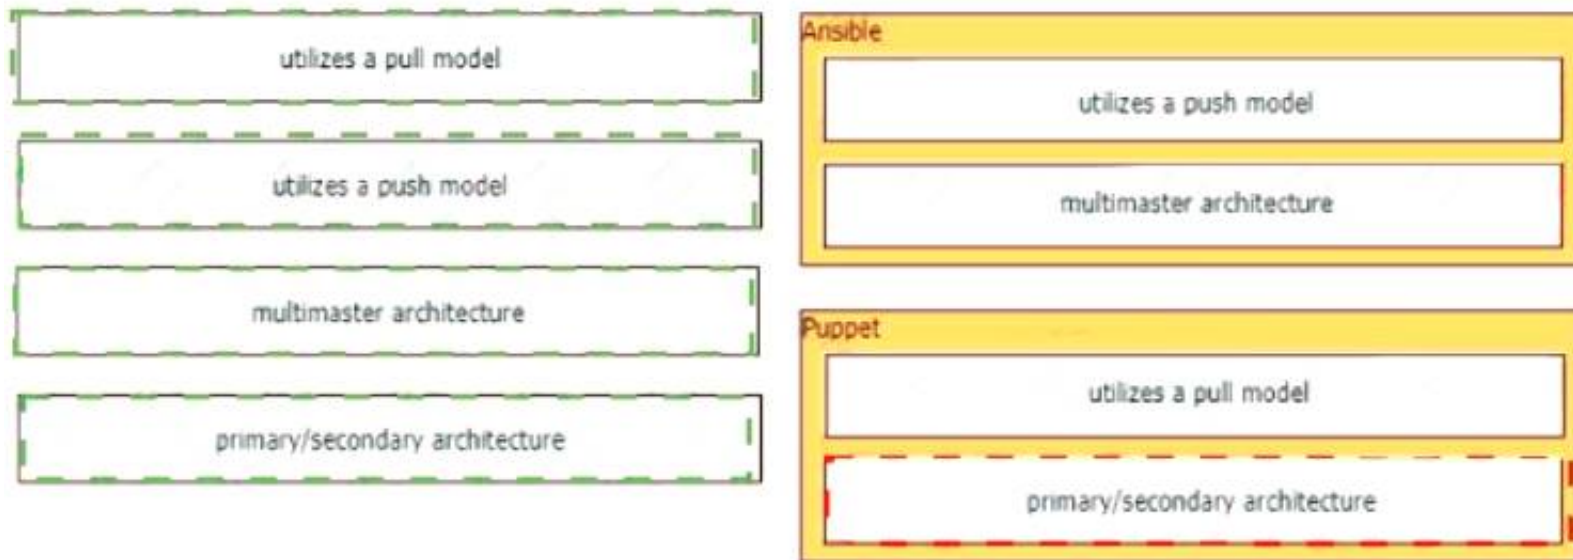 utilizes a pull model
utilizes a push model
multimaster architecture
primary/secondary architecture
Ansible
utilizes a push model
multimaster architecture
Puppet
utilizes a pull model
primary/secondary architecture